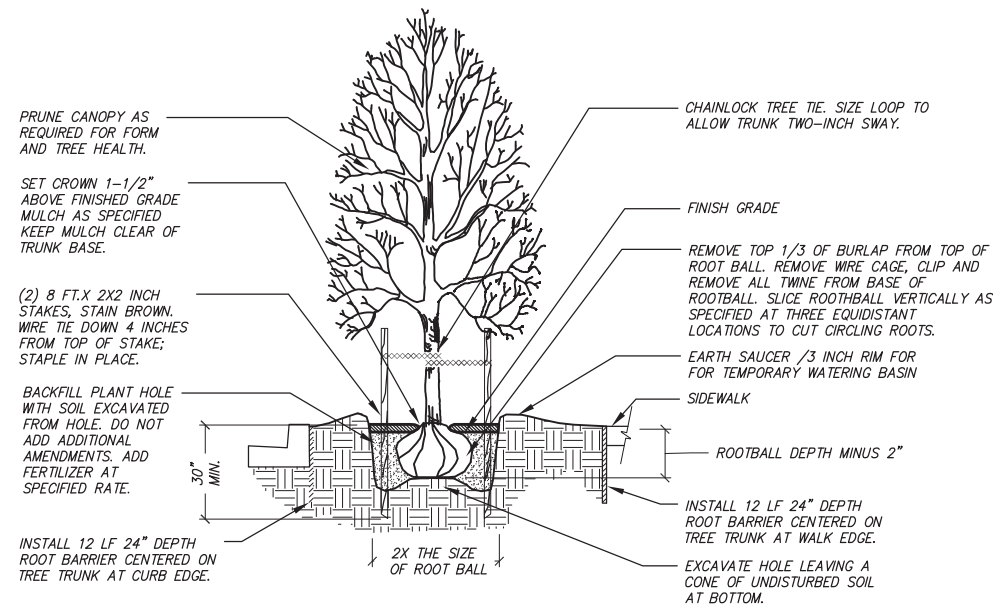 PRUNE CANOPY AS
REQUIRED FOR FORM
AND TREE HEALTH.
SET CROWN 1-1/2"
ABOVE FINISHED GRADE
MULCH AS SPECIFIED
KEEP MULCH CLEAR OF
TRUNK BASE.
(2) 8 FT.X 2X2 INCH
STAKES, STAIN BROWN.
WIRE TIE DOWN 4 INCHES
FROM TOP OF STAKE;
STAPLE IN PLACE.
BACKFILL PLANT HOLE
WITH SOIL EXCAVATED
FROM HOLE. DO NOT
ADD ADDITIONAL
AMENDMENTS. ADD
FERTILIZER AT
SPECIFIED RATE.
30"
MIN.
INSTALL 12 LF 24" DEPTH
ROOT BARRIER CENTERED ON
TREE TRUNK AT CURB EDGE.
2X THE SIZE
OF ROOT BALL
CHAINLOCK TREE TIE. SIZE LOOP TO
ALLOW TRUNK TWO-INCH SWAY.
FINISH GRADE
REMOVE TOP 1/3 OF BURLAP FROM TOP OF
ROOT BALL. REMOVE WIRE CAGE, CLIP AND
REMOVE ALL TWINE FROM BASE OF
ROOTBALL. SLICE ROOTHBALL VERTICALLY AS
SPECIFIED AT THREE EQUIDISTANT
LOCATIONS TO CUT CIRCLING ROOTS.
EARTH SAUCER /3 INCH RIM FOR
FOR TEMPORARY WATERING BASIN
SIDEWALK
ROOTBALL DEPTH MINUS 2"
INSTALL 12 LF 24" DEPTH
ROOT BARRIER CENTERED ON
TREE TRUNK AT WALK EDGE.
EXCAVATE HOLE LEAVING A
CONE OF UNDISTURBED SOIL
AT BOTTOM.